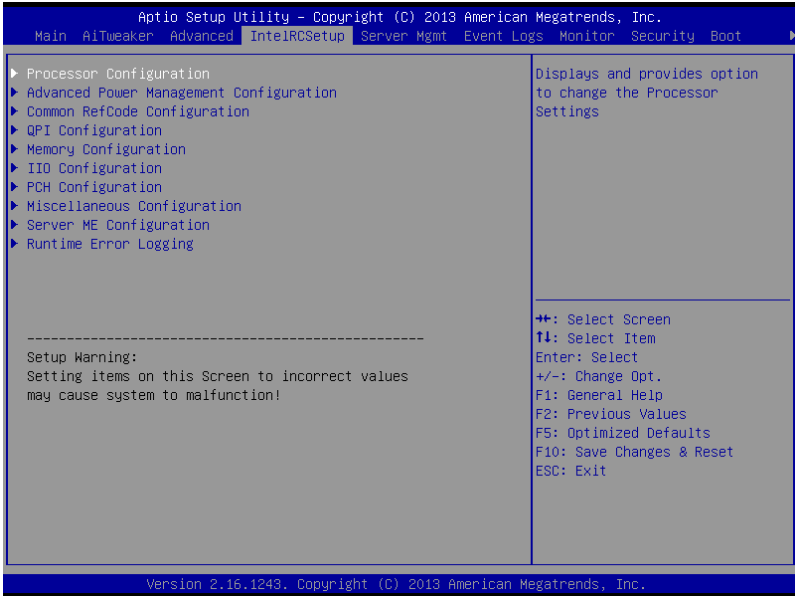 Aptio Setup Utility – Copyright (C) 2013 American Megatrends, Inc.
Main AiTweaker Advanced IntelRCSetup Server Mgmt Event Logs Monitor Security Boot
Processor Configuration
Advanced Power Management Configuration
Common RefCode Configuration
QPI Configuration
Memory Configuration
IIO Configuration
PCH Configuration
Miscellaneous Configuration
Server ME Configuration
Runtime Error Logging
--------------------------------------------------
Setup Warning:
Setting items on this Screen to incorrect values
may cause system to malfunction!
Displays and provides option
to change the Processor
Settings
→←: Select Screen
↑↓: Select Item
Enter: Select
+/-: Change Opt.
F1: General Help
F2: Previous Values
F5: Optimized Defaults
F10: Save Changes & Reset
ESC: Exit
Version 2.16.1243. Copyright (C) 2013 American Megatrends, Inc.